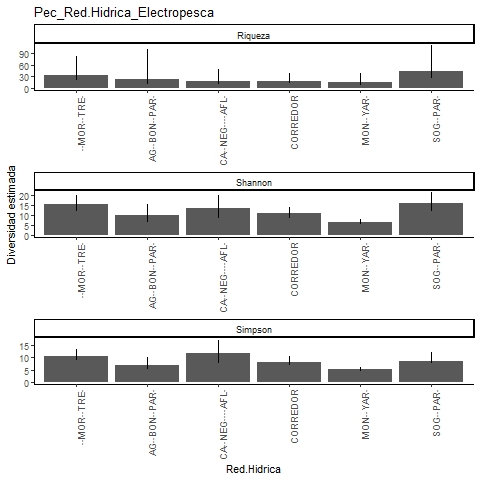 Pec_Red.Hidrica_Electropesca
Riqueza
90
60
30
0
--MOR--TRE-
AG--BON--PAR-
CA--NEG----AFL-
CORREDOR
MON--YAR-
SOG--PAR-
Diversidad estimada
Shannon
20
15
10
5
0
--MOR--TRE-
AG--BON--PAR-
CA--NEG----AFL-
CORREDOR
MON--YAR-
SOG--PAR-
Simpson
15
10
5
0
--MOR--TRE-
AG--BON--PAR-
CA--NEG----AFL-
CORREDOR
MON--YAR-
SOG--PAR-
Red.Hidrica